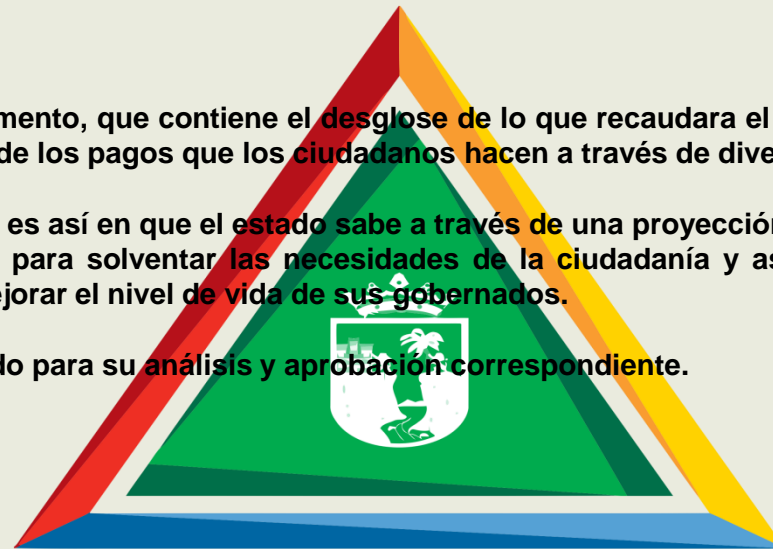 mento, que contiene el desglose de lo que recaudara el
de los pagos que los ciudadanos hacen a través de dive
es así en que el estado sabe a través de una proyección
para solventar las necesidades de la ciudadanía y as
ejorar el nivel de vida de sus gobernados.
do para su análisis y aprobación correspondiente.